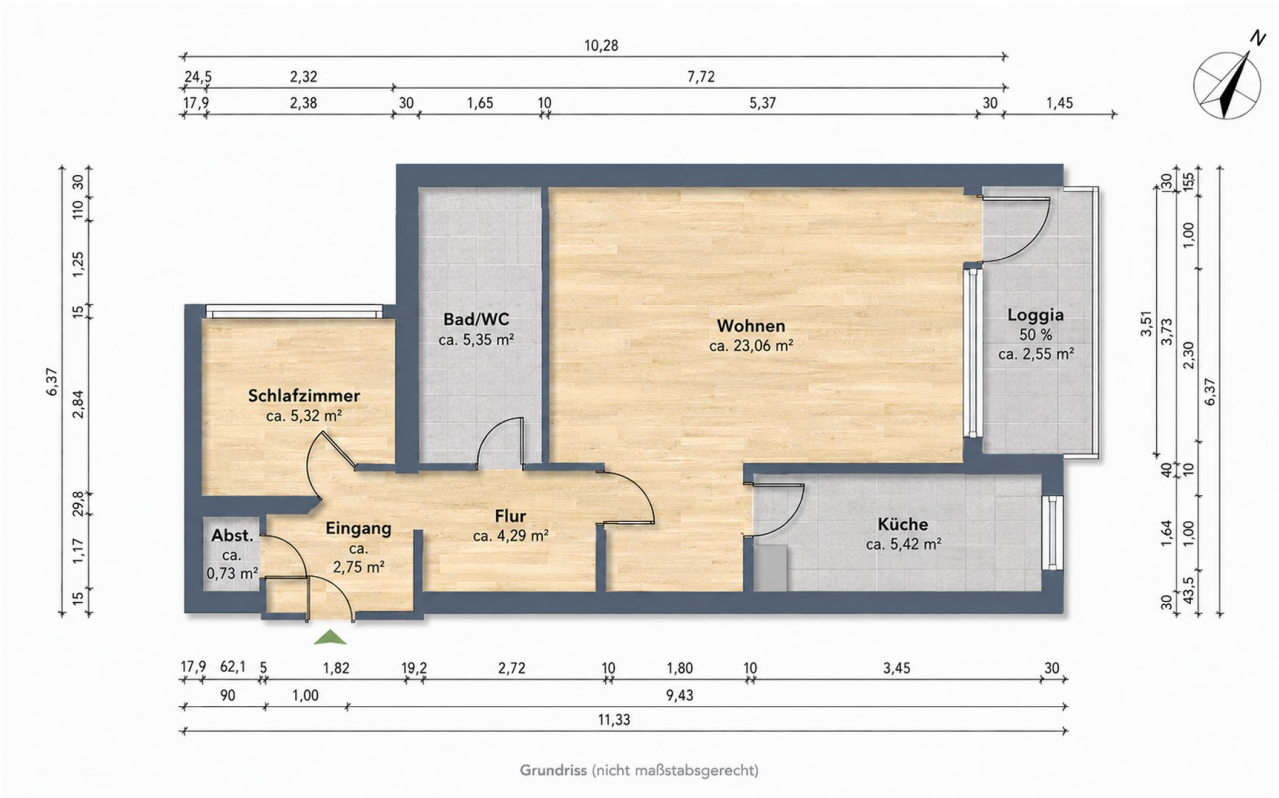 N
10,28
24,5 2,32 7,72
17,9 2,38 30 1,65 10 5,37 30 1,45
30
110
1,25
15
6,37
2,84
29,8
1,17
15
30
155
1,00
3,51
3,73
2,30
6,37
40
10
1,64
1,00
30
43,5
Bad/WC
ca. 5,35 m²
Wohnen
ca. 23,06 m²
Loggia
50 %
ca. 2,55 m²
Schlafzimmer
ca. 5,32 m²
Abst.
ca.
0,73 m²
Eingang
ca.
2,75 m²
Flur
ca. 4,29 m²
Küche
ca. 5,42 m²
17,9 62,1 5 1,82 19,2 2,72 10 1,80 10 3,45 30
90 1,00 9,43
11,33
Grundriss (nicht maßstabsgerecht)